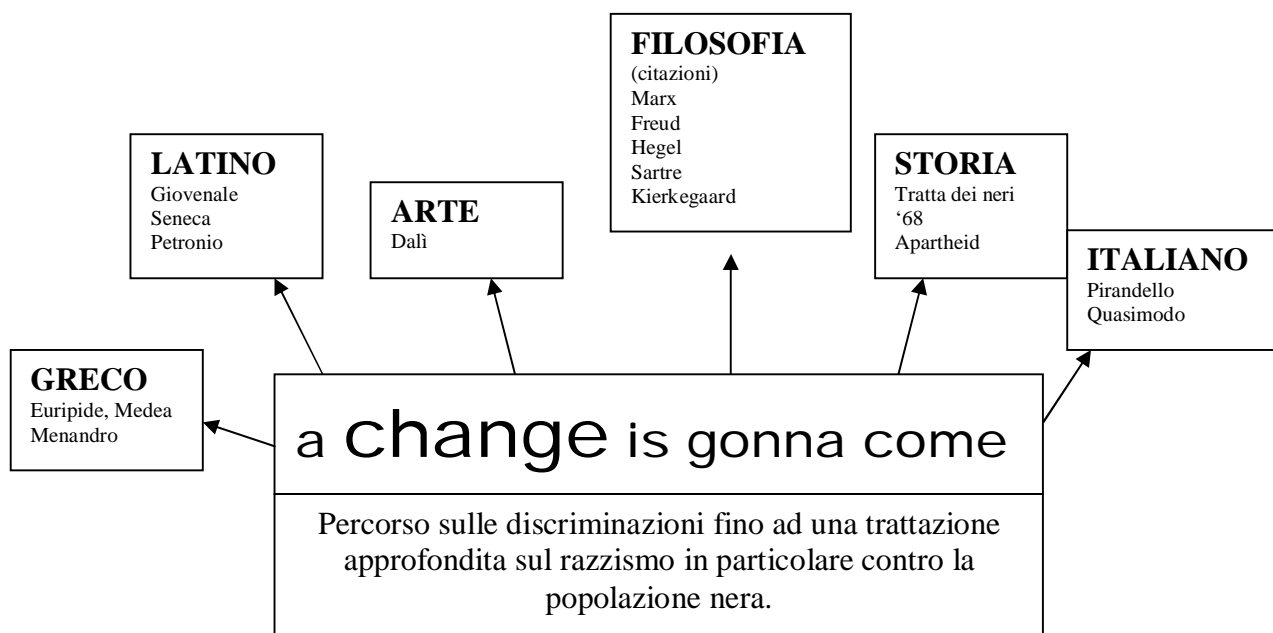 FILOSOFIA
(citazioni)
Marx
Freud
Hegel
Sartre
Kierkegaard
LATINO
Giovenale
Seneca
Petronio
ARTE
Dalì
STORIA
Tratta dei neri
‘68
Apartheid
ITALIANO
Pirandello
Quasimodo
GRECO
Euripide, Medea
Menandro
a change is gonna come
Percorso sulle discriminazioni fino ad una trattazione
approfondita sul razzismo in particolare contro la
popolazione nera.